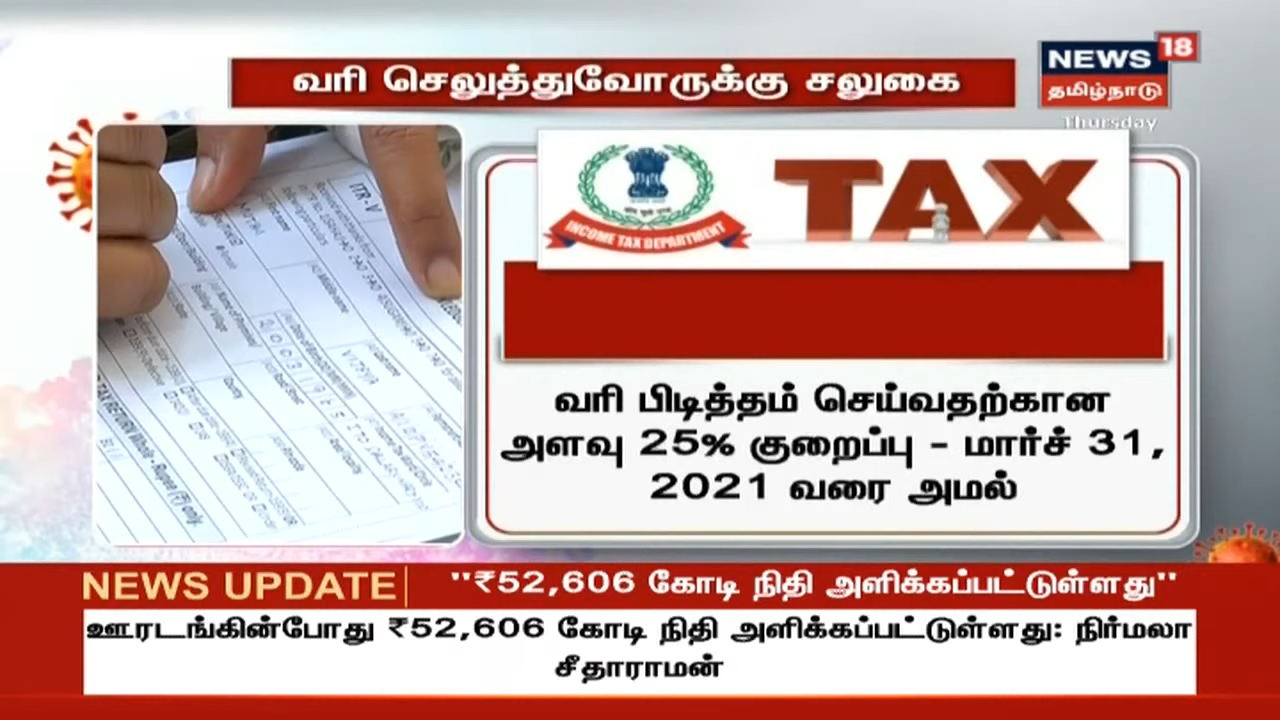 வரி செலுத்துவோருக்கு சலுகை
NEWS 18
தமிழ்நாடு
Thursday
INCOME TAX DEPARTMENT
TAX
ITR-V
வரி பிடித்தம் செய்வதற்கான
அளவு 25% குறைப்பு - மார்ச் 31,
2021 வரை அமல்
NEWS UPDATE
"₹52,606 கோடி நிதி அளிக்கப்பட்டுள்ளது"
ஊரடங்கின்போது ₹52,606 கோடி நிதி அளிக்கப்பட்டுள்ளது: நிர்மலா
சீதாராமன்